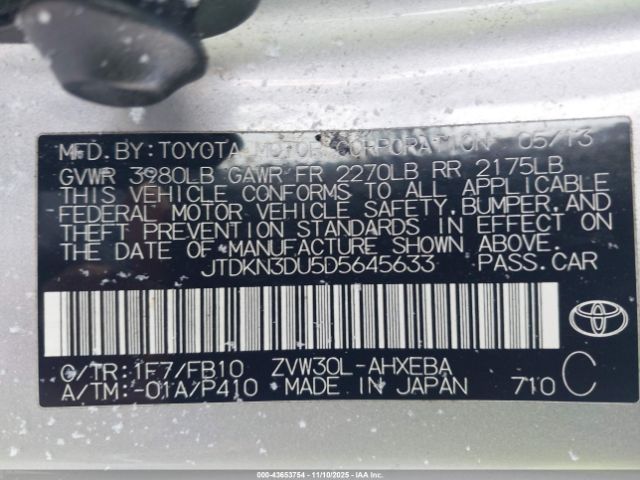 MFD. BY: TOYOTA MOTOR CORPORATION 05/13
GVWR 3980LB GAWR FR 2270LB RR 2175LB
THIS VEHICLE CONFORMS TO ALL APPLICABLE
FEDERAL MOTOR VEHICLE SAFETY, BUMPER, AND
THEFT PREVENTION STANDARDS IN EFFECT ON
THE DATE OF MANUFACTURE SHOWN ABOVE.
JTDKN3DU5D5645633 PASS.CAR
C/TR: 1F7/FB10 ZVW30L-AHXEBA
A/TM:-01A/P410 MADE IN JAPAN 710 C
TOYOTA
000-43653754 11/10/2025 IAAI.COM